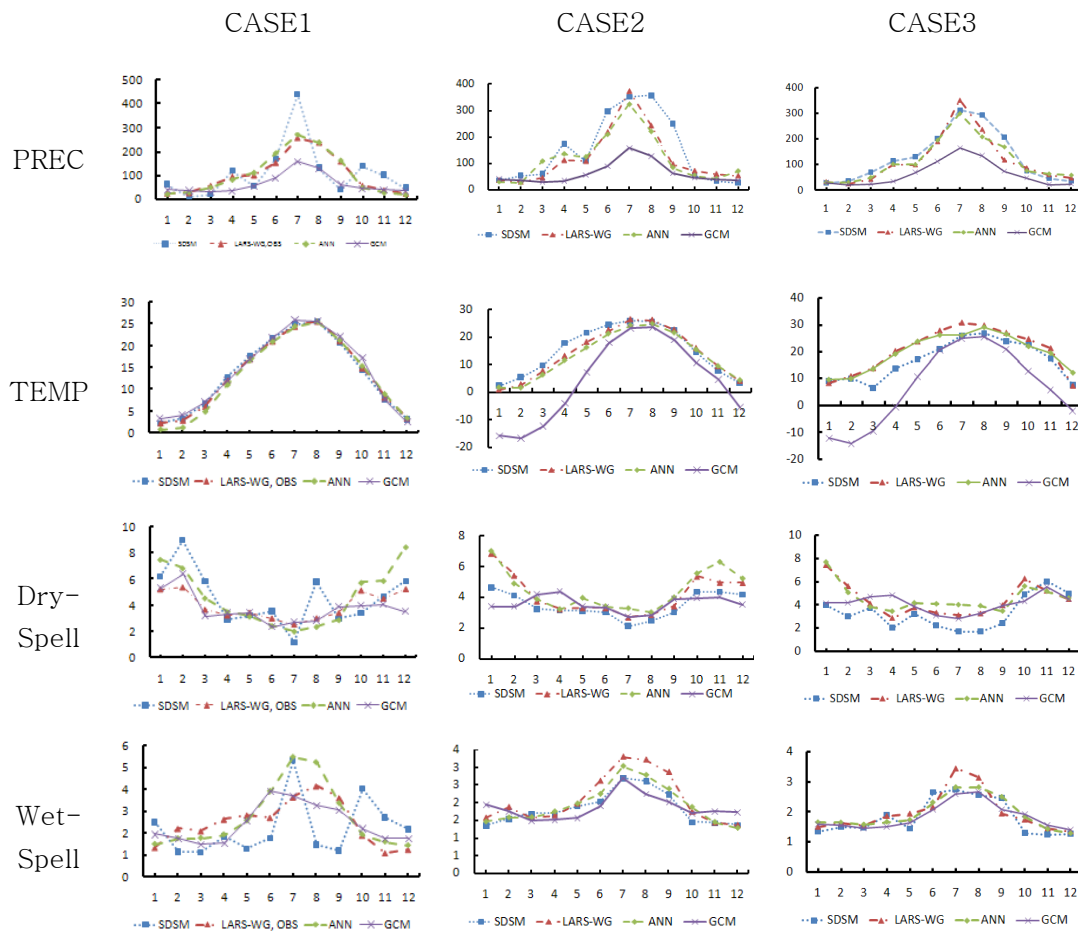 CASE1 CASE2 CASE3
PREC
500
400
300
200
100
0
1 2 3 4 5 6 7 8 9 10 11 12
SDSM LARS-WG,OBS ANN GCM
400
300
200
100
0
1 2 3 4 5 6 7 8 9 10 11 12
SDSM LARS-WG ANN GCM
400
300
200
100
0
1 2 3 4 5 6 7 8 9 10 11 12
SDSM LARS-WG ANN GCM
TEMP
30
25
20
15
10
5
0
1 2 3 4 5 6 7 8 9 10 11 12
SDSM LARS-WG, OBS ANN GCM
30
20
10
0
-10
-20
1 2 3 4 5 6 7 8 9 10 11 12
SDSM LARS-WG ANN GCM
40
30
20
10
0
-10
-20
1 2 3 4 5 6 7 8 9 10 11 12
SDSM LARS-WG ANN GCM
Dry-
Spell
10
8
6
4
2
0
1 2 3 4 5 6 7 8 9 10 11 12
SDSM LARS-WG, OBS ANN GCM
8
6
4
2
0
1 2 3 4 5 6 7 8 9 10 11 12
SDSM LARS-WG ANN GCM
10
8
6
4
2
0
1 2 3 4 5 6 7 8 9 10 11 12
SDSM LARS-WG ANN GCM
Wet-
Spell
6
5
4
3
2
1
0
1 2 3 4 5 6 7 8 9 10 11 12
SDSM LARS-WG, OBS ANN GCM
4
3
3
2
2
1
1
0
1 2 3 4 5 6 7 8 9 10 11 12
SDSM LARS-WG ANN GCM
4
3
2
1
0
1 2 3 4 5 6 7 8 9 10 11 12
SDSM LARS-WG ANN GCM